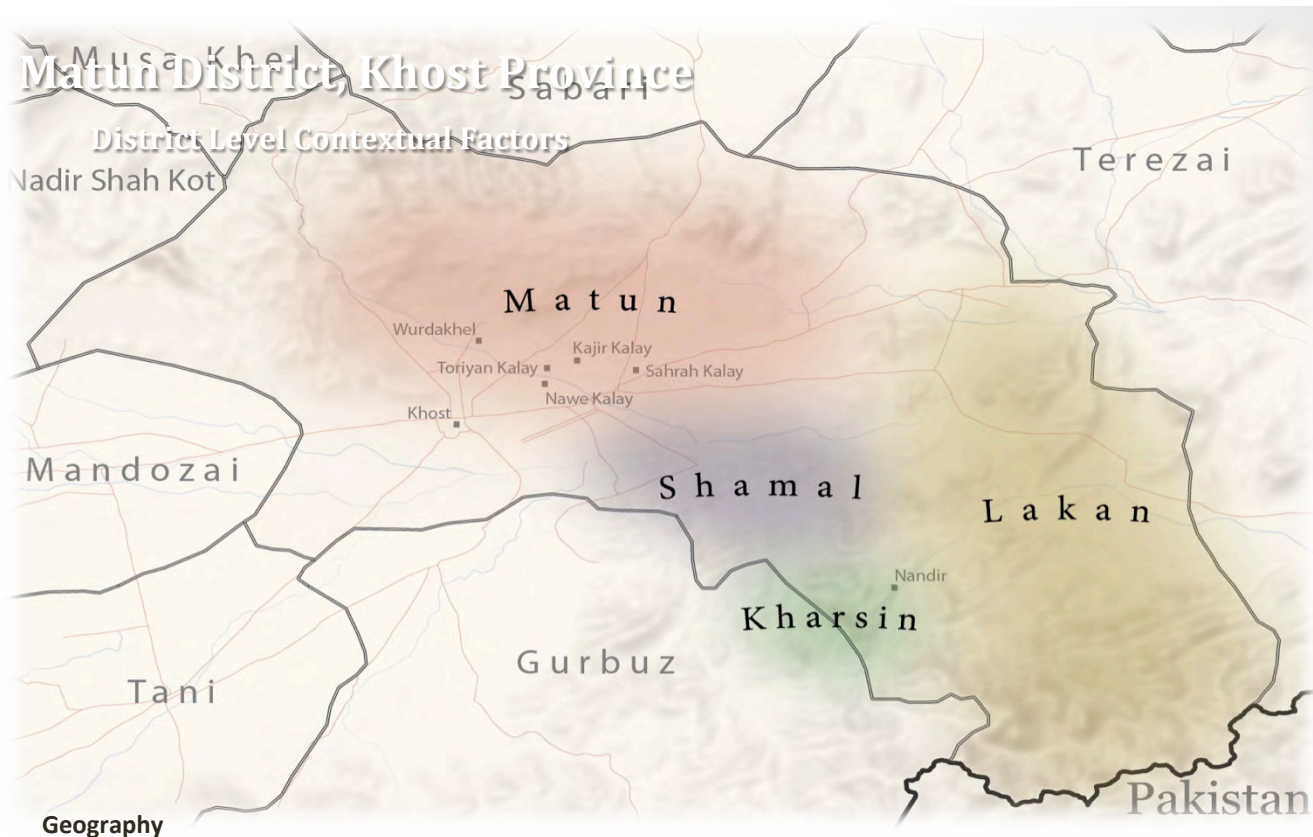 Musa Khel
Matun District, Khost Province
Sabari
District Level Contextual Factors
Terezai
Nadir Shah Kot
Matun
Wurdakhel
Kajir Kalay
Toriyan Kalay
Sahrah Kalay
Nawe Kalay
Khost
Mandozai
Shamal
Lakan
Nandir
Kharsin
Gurbuz
Tani
Pakistan
Geography